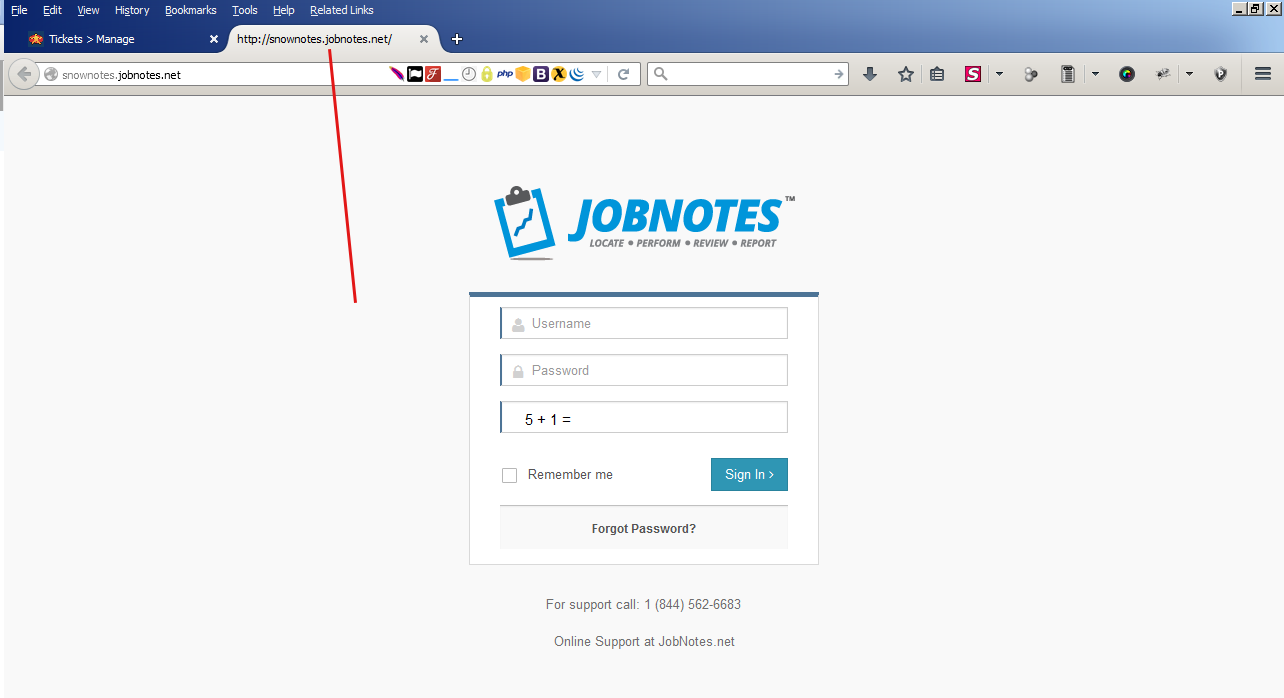 File Edit View History Bookmarks Tools Help Related Links
Tickets > Manage http://snownotes.jobnotes.net/
snownotes.jobnotes.net php B X S
JOBNOTES™
LOCATE • PERFORM • REVIEW • REPORT
Username
Password
5 + 1 =
Remember me Sign In >
Forgot Password?
For support call: 1 (844) 562-6683
Online Support at JobNotes.net